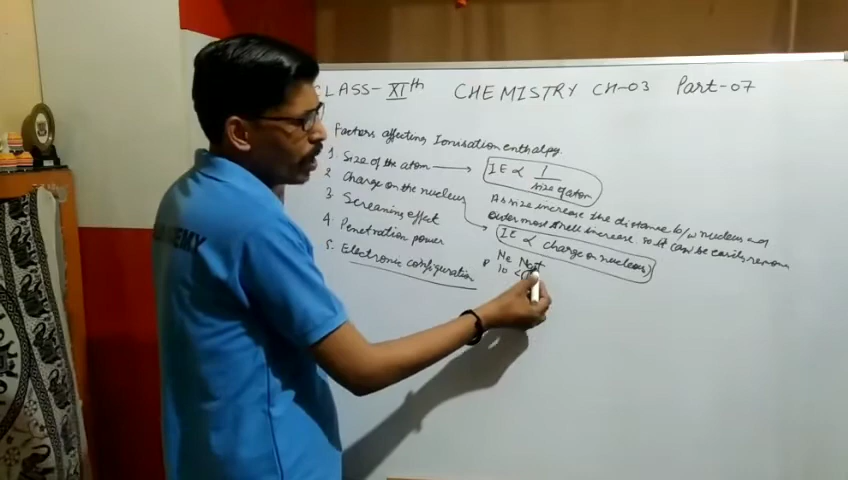 CLASS- XIth CHEMISTRY CH-03 Part-07
Factors affecting Ionisation enthalpy.
1. Size of the atom → IE ∝ 1/size of atom
As size increase the distance b/w nucleus and
outer most shell increase so it can be easily
2 Charge on the nucleus → IE ∝ charge on nucleus
3. Screening effect
4. Penetration power
5. Electronic configuration
Ne
P 10 <
EMY